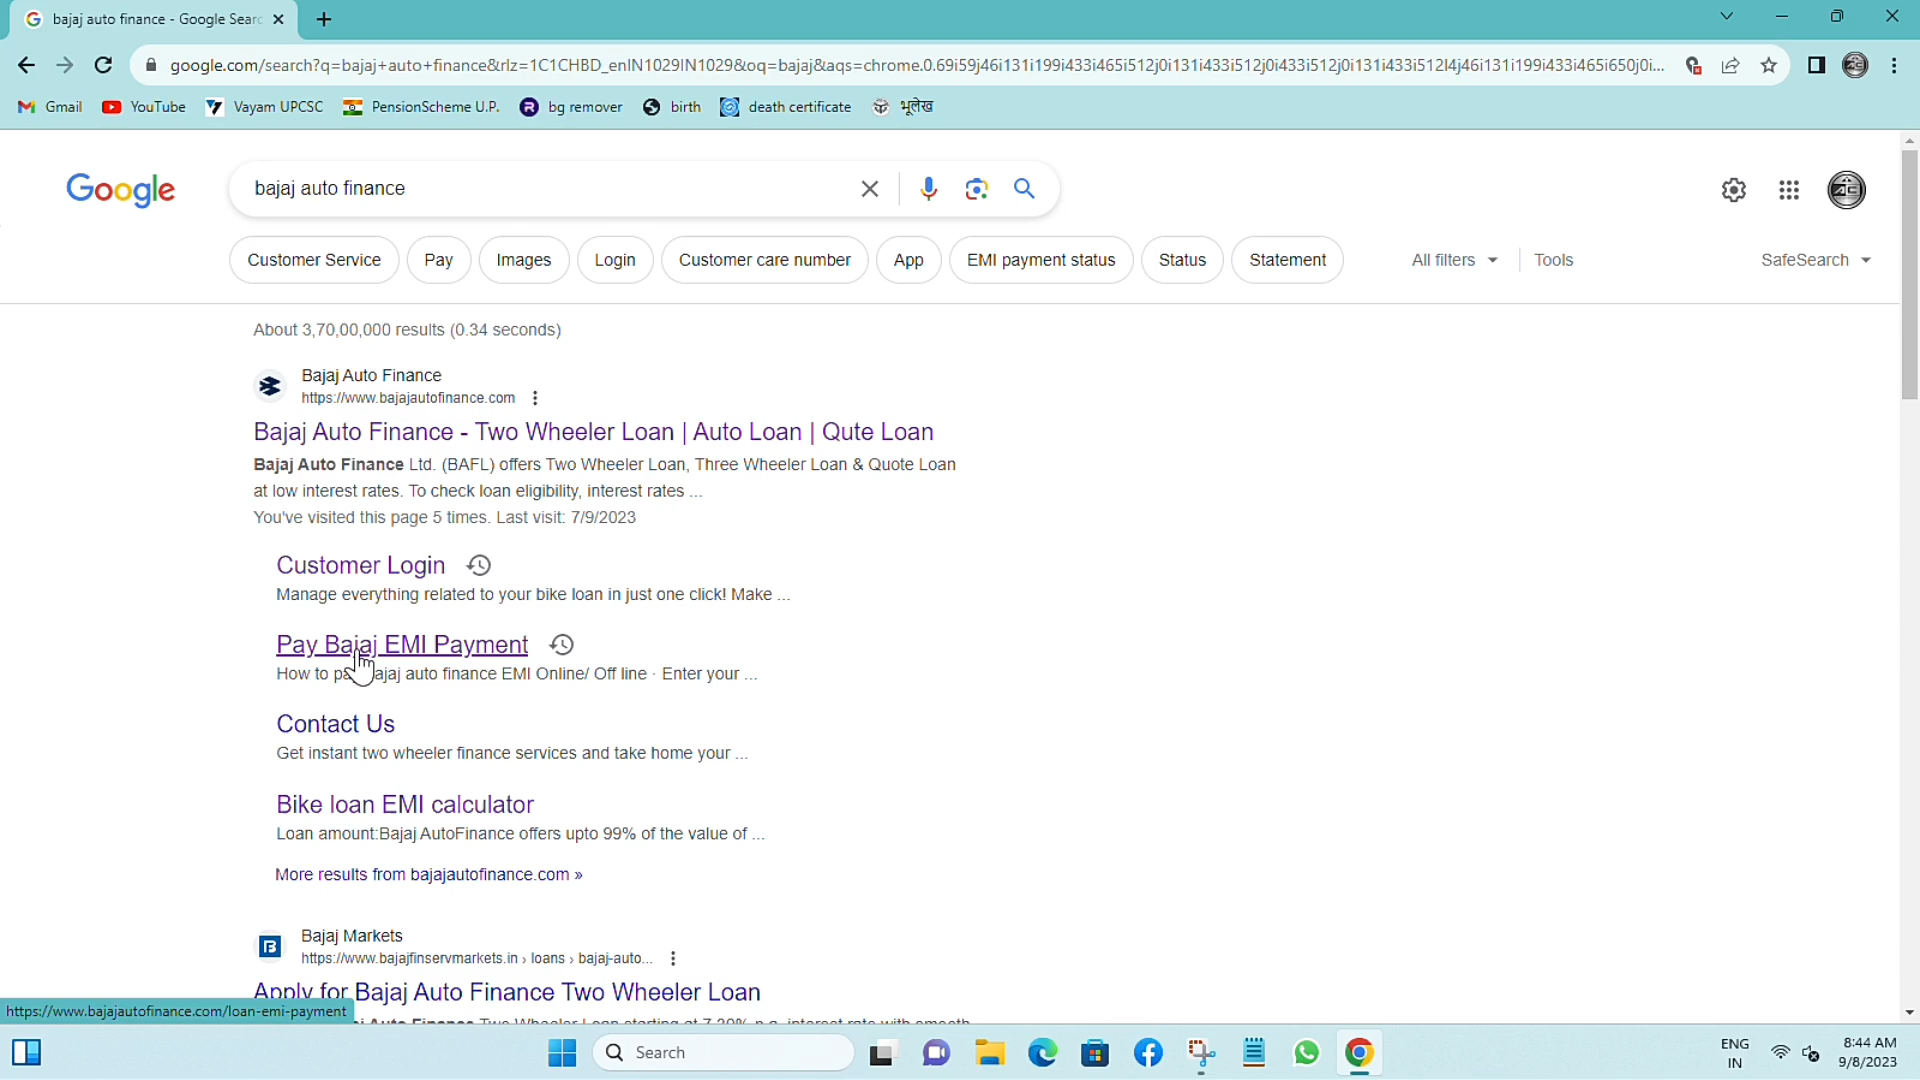 bajaj auto finance - Google Searc
google.com/search?q=bajaj+auto+finance&rlz=1C1CHBD_enIN1029IN1029&oq=bajaj&aqs=chrome.0.69i59j46i131i199i433i465i512j0i131i433i512j0i433i512j0i131i433i512l4j46i131i199i433i465i650j0i...
Gmail YouTube Vayam UPCSC PensionScheme U.P. bg remover birth death certificate भूलेख
Google bajaj auto finance
Customer Service Pay Images Login Customer care number App EMI payment status Status Statement All filters Tools SafeSearch
About 3,70,00,000 results (0.34 seconds)
Bajaj Auto Finance
https://www.bajajautofinance.com
Bajaj Auto Finance - Two Wheeler Loan | Auto Loan | Qute Loan
Bajaj Auto Finance Ltd. (BAFL) offers Two Wheeler Loan, Three Wheeler Loan & Quote Loan
at low interest rates. To check loan eligibility, interest rates ...
You've visited this page 5 times. Last visit: 7/9/2023
Customer Login
Manage everything related to your bike loan in just one click! Make ...
Pay Bajaj EMI Payment
How to auto finance EMI Online/ Off line · Enter your ...
Contact Us
Get instant two wheeler finance services and take home your ...
Bike loan EMI calculator
Loan amount:Bajaj AutoFinance offers upto 99% of the value of ...
More results from bajajautofinance.com »
Bajaj Markets
https://www.bajajfinservmarkets.in › loans › bajaj-auto...
Apply for Bajaj Auto Finance Two Wheeler Loan
https://www.bajajautofinance.com/loan-emi-payment
Search
ENG
IN
8:44 AM
9/8/2023